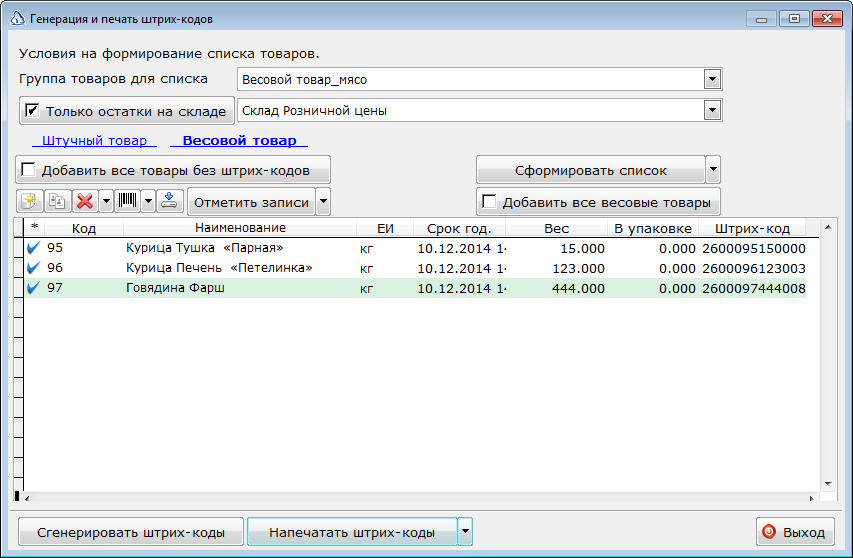 Генерация и печать штрих-кодов
Условия на формирование списка товаров.
Группа товаров для списка Весовой товар_мясо
Только остатки на складе Склад Розничной цены
Штучный товар Весовой товар
Добавить все товары без штрих-кодов Сформировать список
Отметить записи Добавить все весовые товары
* Код Наименование ЕИ Срок год. Вес В упаковке Штрих-код
95 Курица Тушка «Парная» кг 10.12.2014 14 15.000 0.000 2600095150000
96 Курица Печень «Петелинка» кг 10.12.2014 14 123.000 0.000 2600096123003
97 Говядина Фарш кг 10.12.2014 14 444.000 0.000 2600097444008
Сгенерировать штрих-коды Напечатать штрих-коды Выход